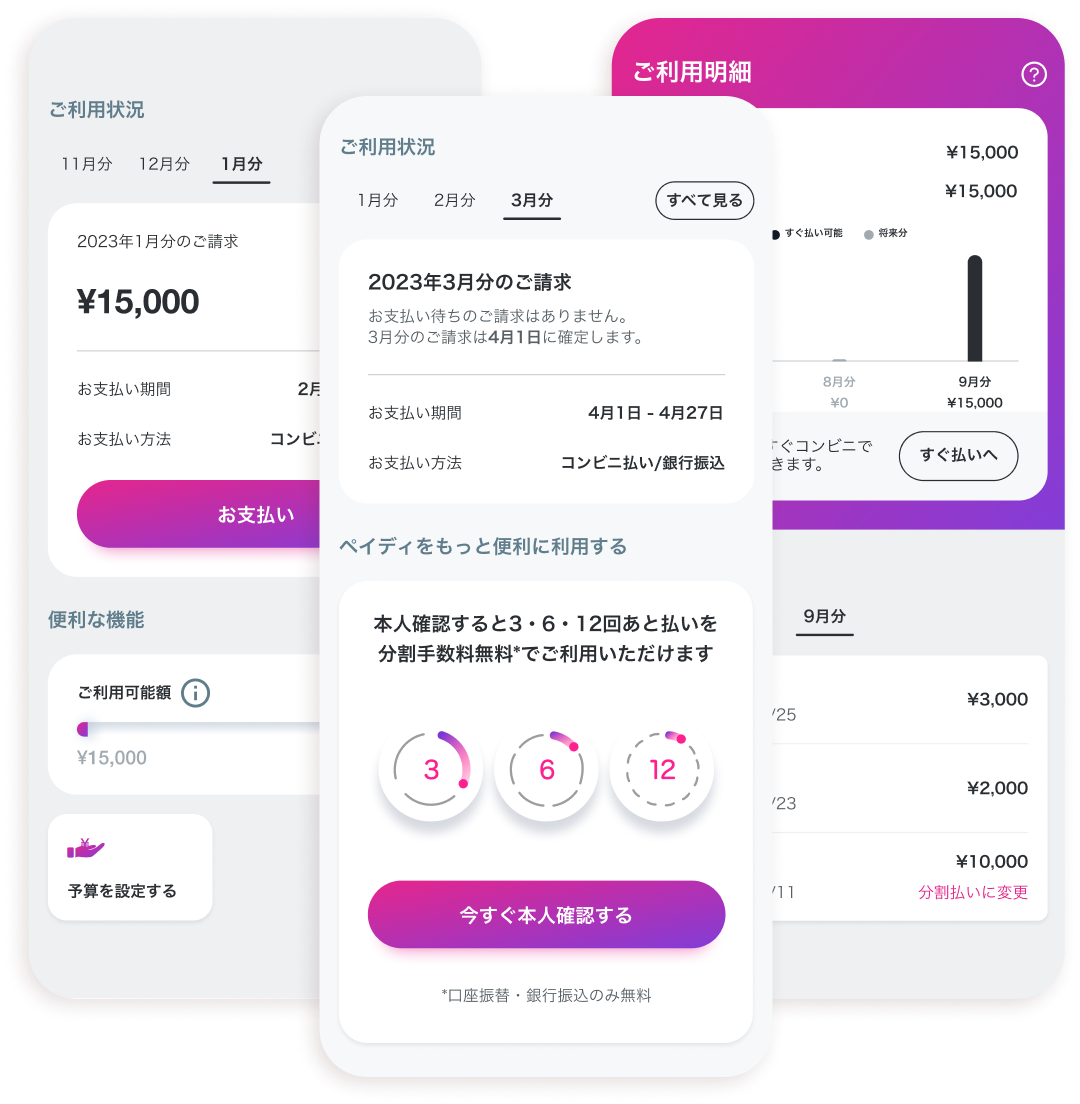 ご利用状況
11月分 12月分 1月分
2023年1月分のご請求
¥15,000
お支払い期間 2月
お支払い方法 コンビニ
お支払い
便利な機能
ご利用可能額
¥15,000
予算を設定する
ご利用状況
1月分 2月分 3月分 すべて見る
2023年3月分のご請求
お支払い待ちのご請求はありません。
3月分のご請求は4月1日に確定します。
お支払い期間 4月1日 - 4月27日
お支払い方法 コンビニ払い/銀行振込
ペイディをもっと便利に利用する
本人確認すると3・6・12回あと払いを
分割手数料無料*でご利用いただけます
3 6 12
今すぐ本人確認する
*口座振替・銀行振込のみ無料
ご利用明細 ?
¥15,000
¥15,000
すぐ払い可能 将来分
8月分 9月分
¥0 ¥15,000
すぐコンビニで
きます。
すぐ払いへ
9月分
¥3,000
/25
¥2,000
/23
¥10,000
/11 分割払いに変更